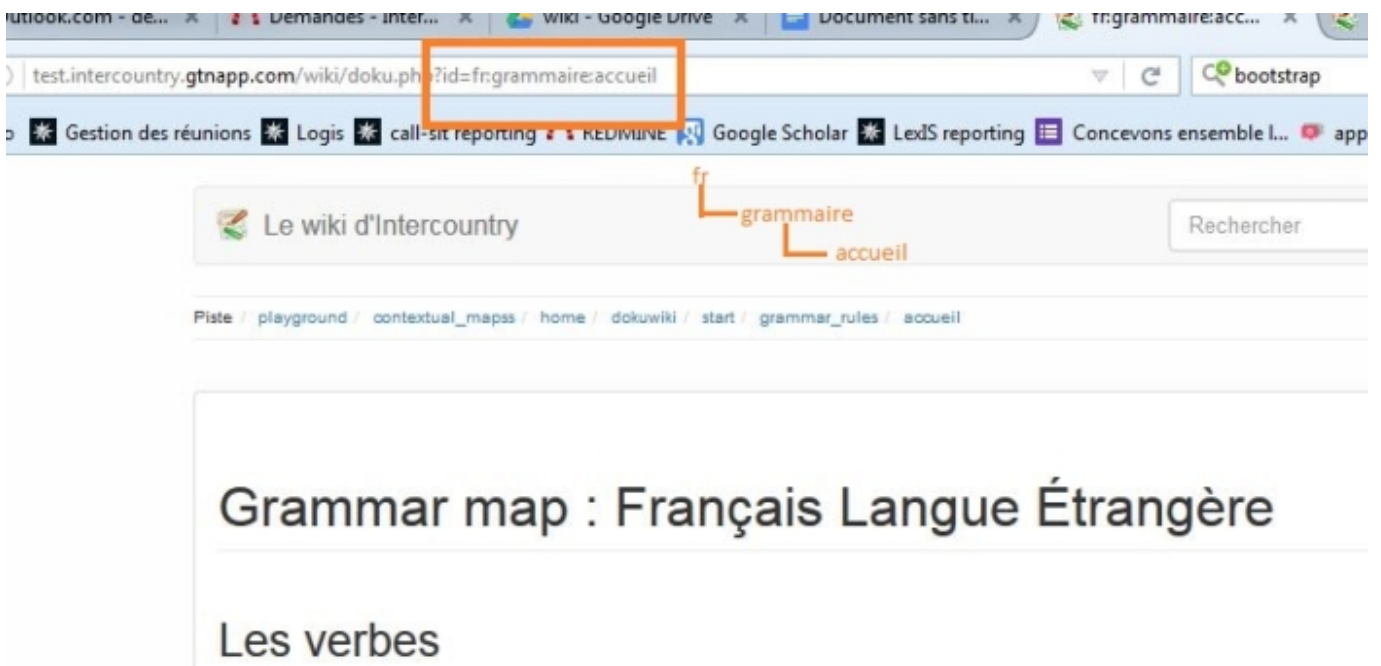 utlook.com - de... Demandes - Inter... wiki - Google Drive Document sans ti... fr:grammaire:acc...
test.intercountry.gtnapp.com/wiki/doku.php?id=fr:grammaire:accueil bootstrap
Gestion des réunions Logis call-sit reporting REDMINE Google Scholar LexIS reporting Concevons ensemble l... app
fr
Le wiki d'Intercountry grammaire Rechercher
accueil
Piste / playground / contextual_mapss / home / dokuwiki / start / grammar_rules / accueil
Grammar map : Français Langue Étrangère
Les verbes